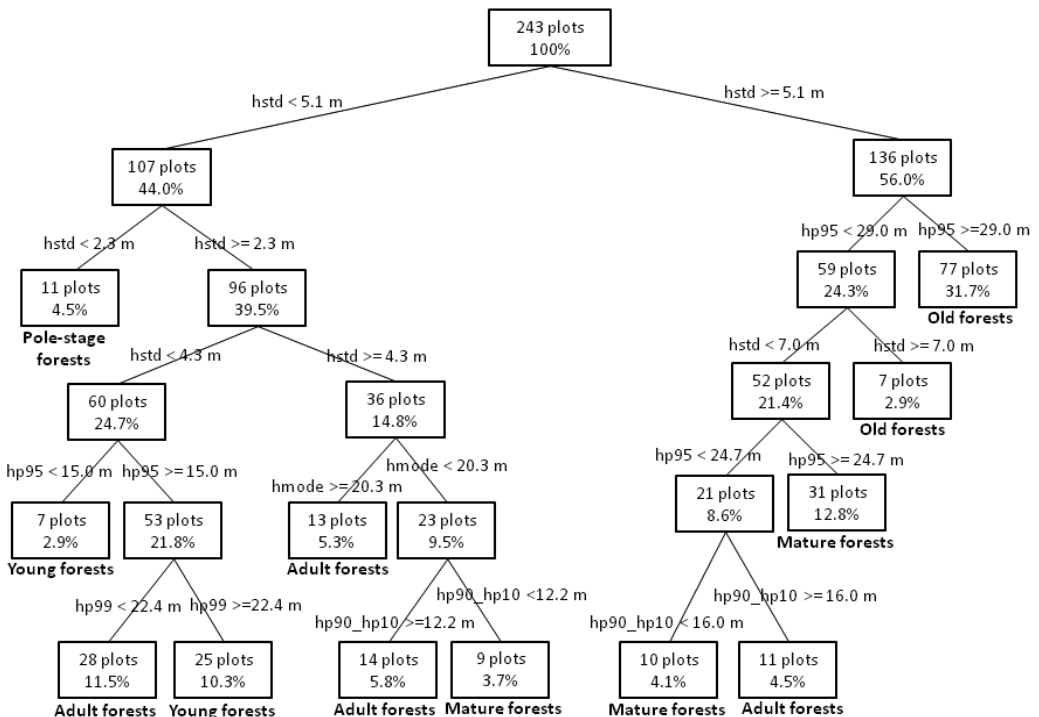 243 plots
100%
hstd < 5.1 m
hstd >= 5.1 m
107 plots
44.0%
136 plots
56.0%
hstd < 2.3 m
hstd >= 2.3 m
hp95 < 29.0 m
hp95 >=29.0 m
11 plots
4.5%
Pole-stage
forests
96 plots
39.5%
59 plots
24.3%
77 plots
31.7%
Old forests
hstd < 4.3 m
hstd >= 4.3 m
hstd < 7.0 m
hstd >= 7.0 m
60 plots
24.7%
36 plots
14.8%
52 plots
21.4%
7 plots
2.9%
Old forests
hp95 < 15.0 m
hp95 >= 15.0 m
hmode < 20.3 m
hmode >= 20.3 m
hp95 < 24.7 m
hp95 >= 24.7 m
7 plots
2.9%
Young forests
53 plots
21.8%
13 plots
5.3%
Adult forests
23 plots
9.5%
21 plots
8.6%
31 plots
12.8%
Mature forests
hp99 < 22.4 m
hp99 >=22.4 m
hp90_hp10 <12.2 m
hp90_hp10 >=12.2 m
hp90_hp10 >= 16.0 m
hp90_hp10 < 16.0 m
28 plots
11.5%
Adult forests
25 plots
10.3%
Young forests
14 plots
5.8%
Adult forests
9 plots
3.7%
Mature forests
10 plots
4.1%
Mature forests
11 plots
4.5%
Adult forests